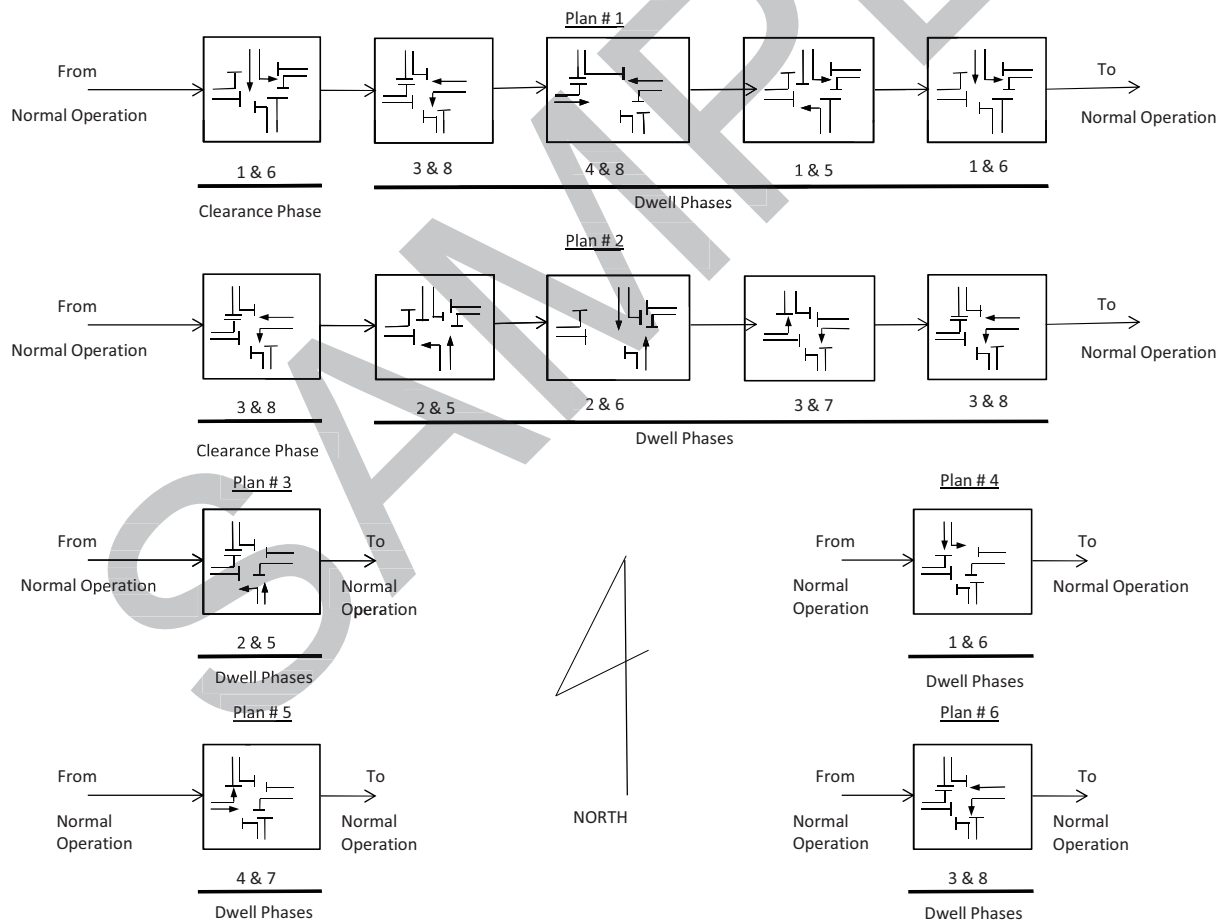 Plan # 1
From
Normal Operation
To
Normal Operation
1 & 6
3 & 8
4 & 8
1 & 5
1 & 6
Clearance Phase
Dwell Phases
Plan # 2
From
Normal Operation
To
Normal Operation
3 & 8
2 & 5
2 & 6
3 & 7
3 & 8
Clearance Phase
Dwell Phases
Plan # 3
From
Normal Operation
To
Normal
Operation
2 & 5
Dwell Phases
Plan # 4
From
Normal
Operation
To
Normal Operation
1 & 6
Dwell Phases
Plan # 5
From
Normal
Operation
To
Normal
Operation
4 & 7
Dwell Phases
NORTH
Plan # 6
From
Normal
Operation
To
Normal
Operation
3 & 8
Dwell Phases
SAMPLE